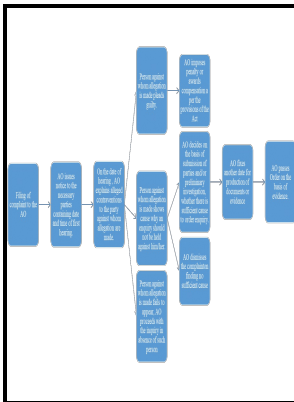 Filing of
complaint to the
AO
AO issues
notice to the
necessary
parties
containing date
and time of first
hearing.
On the date of
hearing, AO
explains alleged
contraventions
to the party
against whom
allegation are
made.
Person against
whom allegation
is made pleads
guilty.
Person against
whom allegation
is made shows
cause why an
enquiry should
not be held
against him/her.
Person against
whom allegation
is made fails to
appear, AO
proceeds with
the inquiry in
absence of such
person
AO imposes
penalty or
awards
compensation a
per the
provisions of the
Act
AO decides on
the basis of
submission of
parties and/or
preliminary
investigation,
whether there is
sufficient cause
to order enquiry.
AO dismisses
the complaint on
finding no
sufficient cause
AO fixes
another date for
production of
documents or
evidence
AO passes
Order on the
basis of
evidence.